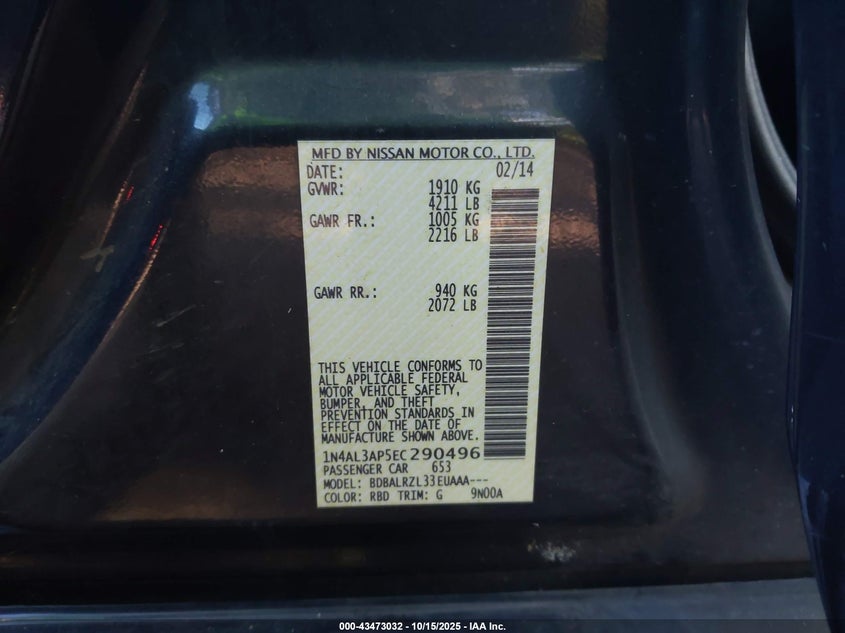 MFD BY NISSAN MOTOR CO., LTD.
DATE: 02/14
GVWR: 1910 KG
4211 LB
GAWR FR.: 1005 KG
2216 LB
GAWR RR.: 940 KG
2072 LB
THIS VEHICLE CONFORMS TO
ALL APPLICABLE FEDERAL
MOTOR VEHICLE SAFETY,
BUMPER, AND THEFT
PREVENTION STANDARDS IN
EFFECT ON THE DATE OF
MANUFACTURE SHOWN ABOVE.
1N4AL3AP5EC290496
PASSENGER CAR 653
MODEL: BDBALRZL33EUAAA---
COLOR: RBD TRIM: G 9N00A
000-43473032 - 10/15/2025 - IAA Inc.